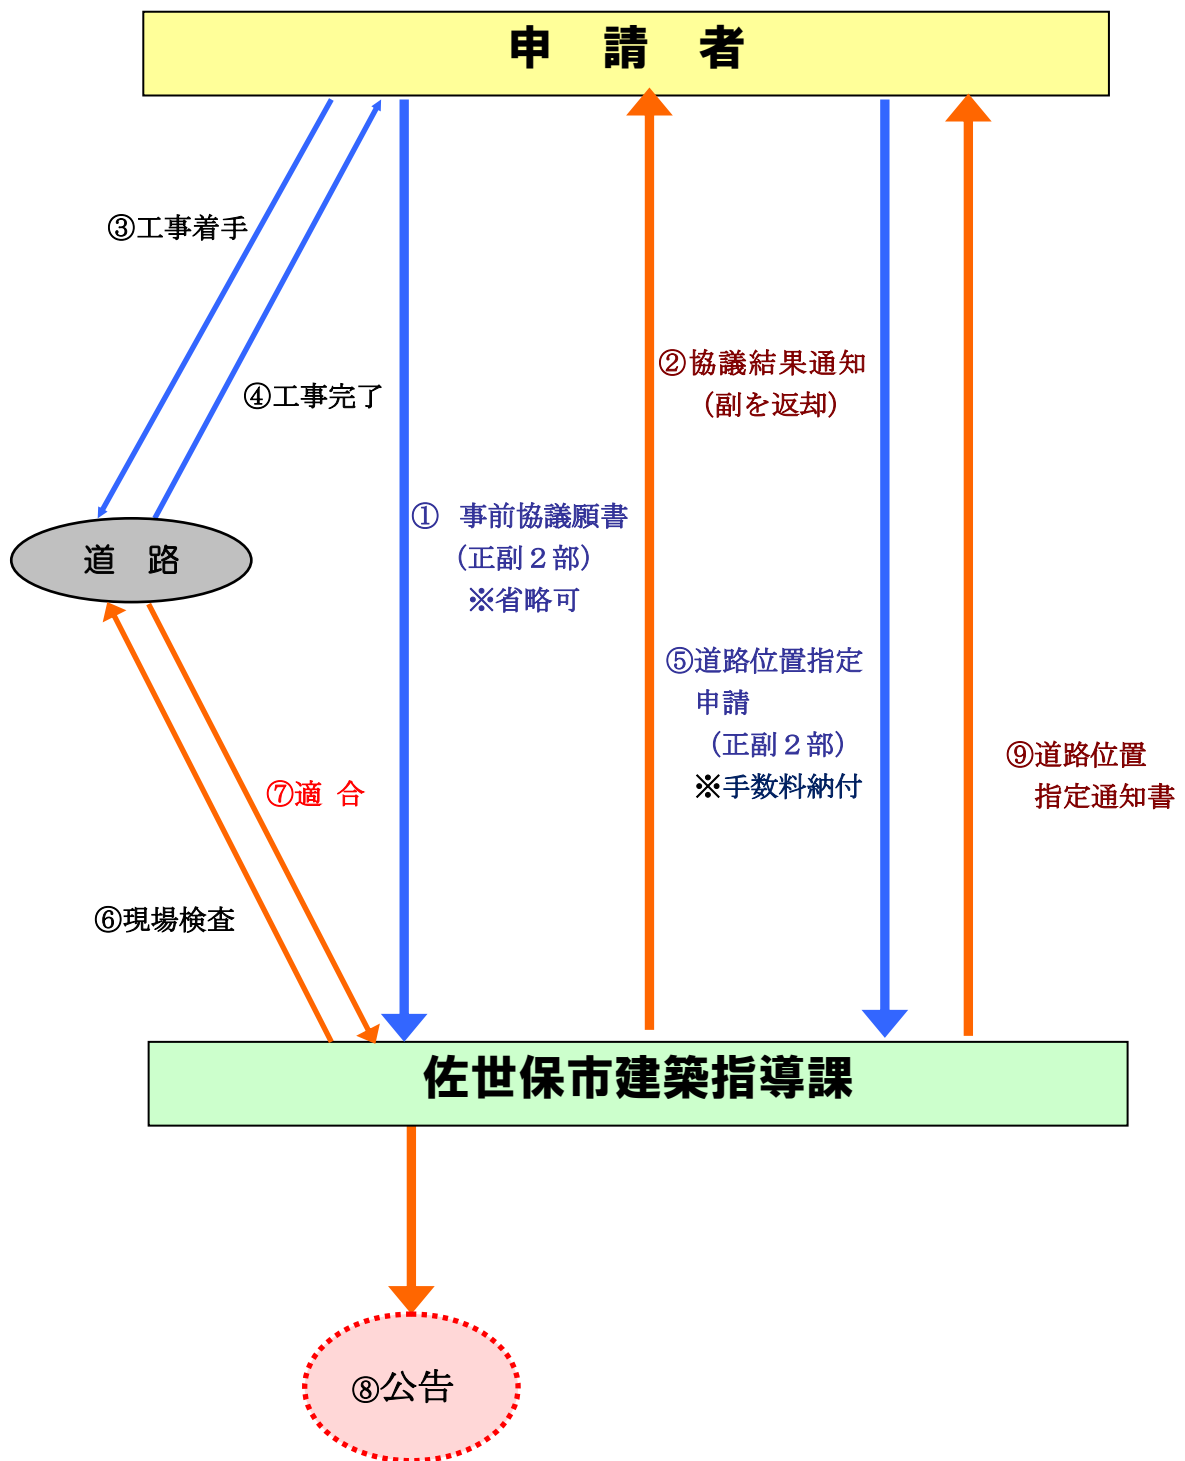 申　請　者
③工事着手
②協議結果通知
（副を返却）
④工事完了
①　事前協議願書
（正副２部）
※省略可
道　路
⑤道路位置指定
申請
（正副２部）
※手数料納付
⑨道路位置
指定通知書
⑦適 合
⑥現場検査
佐世保市建築指導課
⑧公告